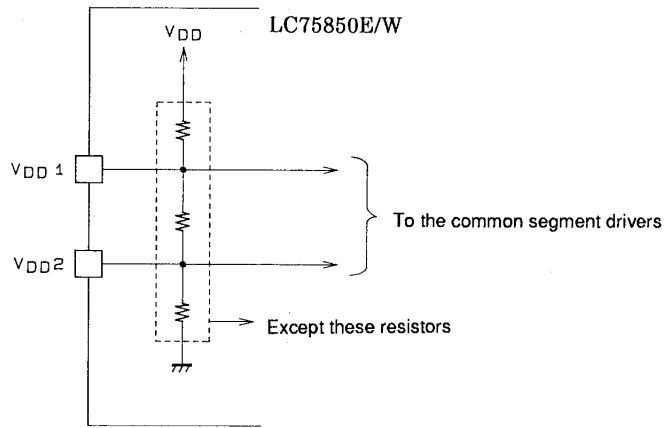 LC75850E/W
VDD
VDD 1
To the common segment drivers
VDD2
Except these resistors